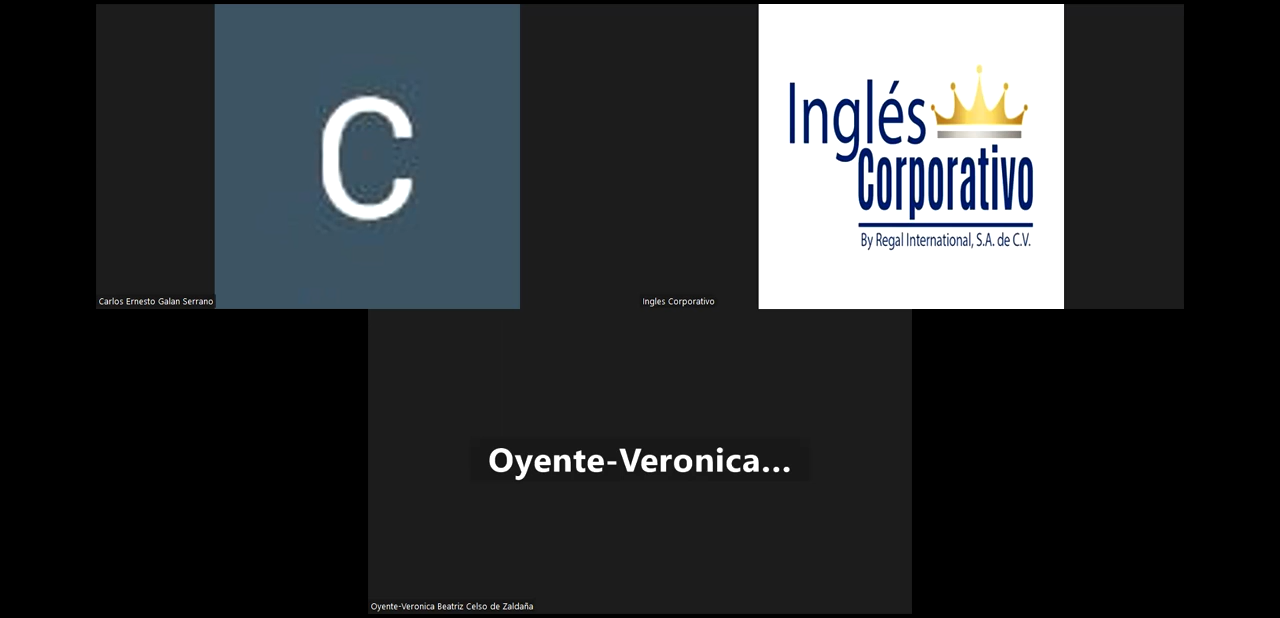 C
Inglés
Corporativo
By Regal International, S.A. de C.V.
Carlos Ernesto Galan Serrano
Ingles Corporativo
Oyente-Veronica...
Oyente-Veronica Beatriz Celso de Zaldaña